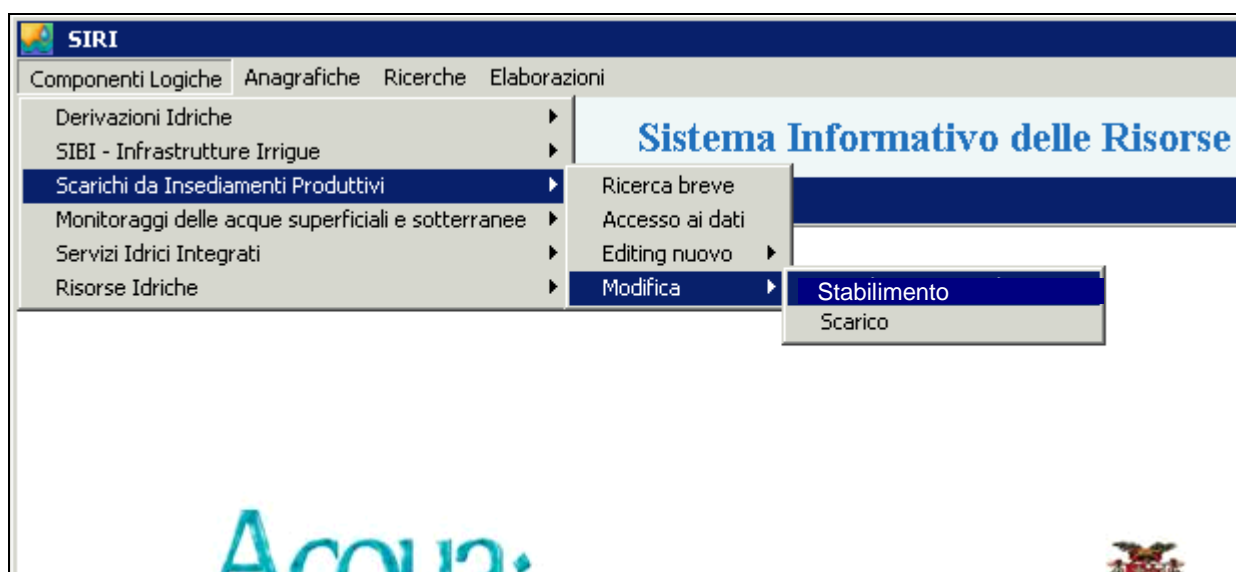 SIRI
Componenti Logiche Anagrafiche Ricerche Elaborazioni
Sistema Informativo delle Risorse
Derivazioni Idriche
SIBI - Infrastrutture Irrigue
Scarichi da Insediamenti Produttivi
Monitoraggi delle acque superficiali e sotterranee
Servizi Idrici Integrati
Risorse Idriche
Ricerca breve
Accesso ai dati
Editing nuovo
Modifica
Stabilimento
Scarico
Acqua: